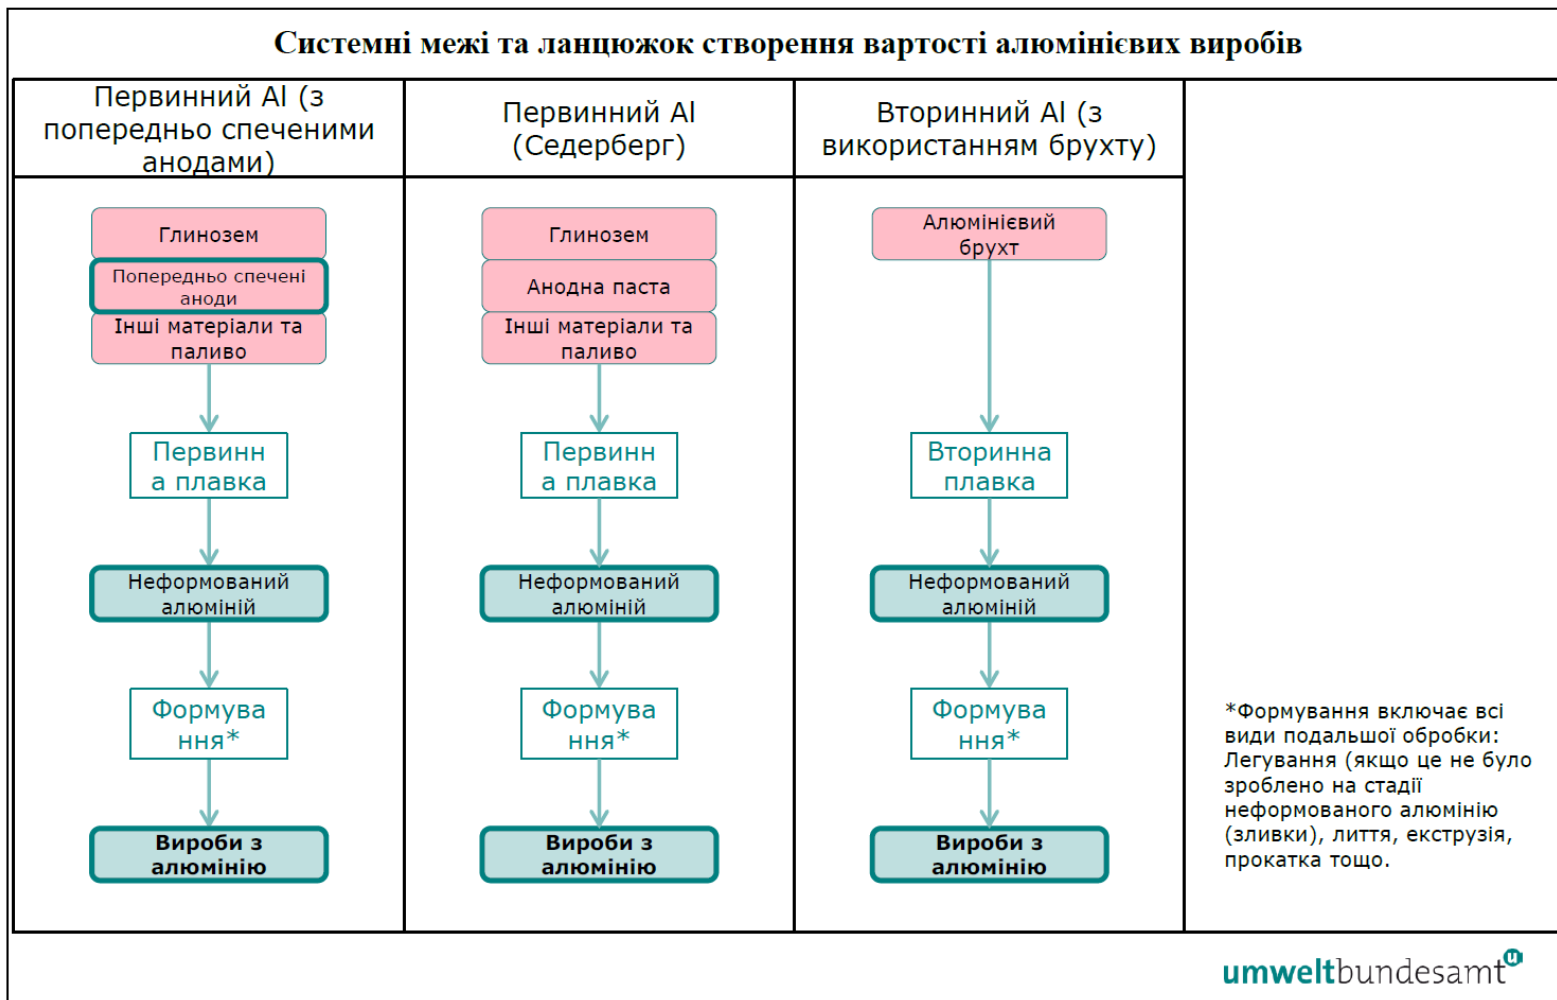 Системні межі та ланцюжок створення вартості алюмінієвих виробів
Первинний Al (з
попередньо спеченими
анодами)
Первинний Al
(Седерберг)
Вторинний Al (з
використанням брухту)
Глинозем
Попередньо спечені
аноди
Інші матеріали та
паливо
Первинн
а плавка
Неформований
алюміній
Формува
ння*
Вироби з
алюмінію
Глинозем
Анодна паста
Інші матеріали та
паливо
Первинн
а плавка
Неформований
алюміній
Формува
ння*
Вироби з
алюмінію
Алюмінієвий
брухт
Вторинна
плавка
Неформований
алюміній
Формува
ння*
Вироби з
алюмінію
*Формування включає всі
види подальшої обробки:
Легування (якщо це не було
зроблено на стадії
неформованого алюмінію
(зливки), лиття, екструзія,
прокатка тощо.
umweltbundesamt
u